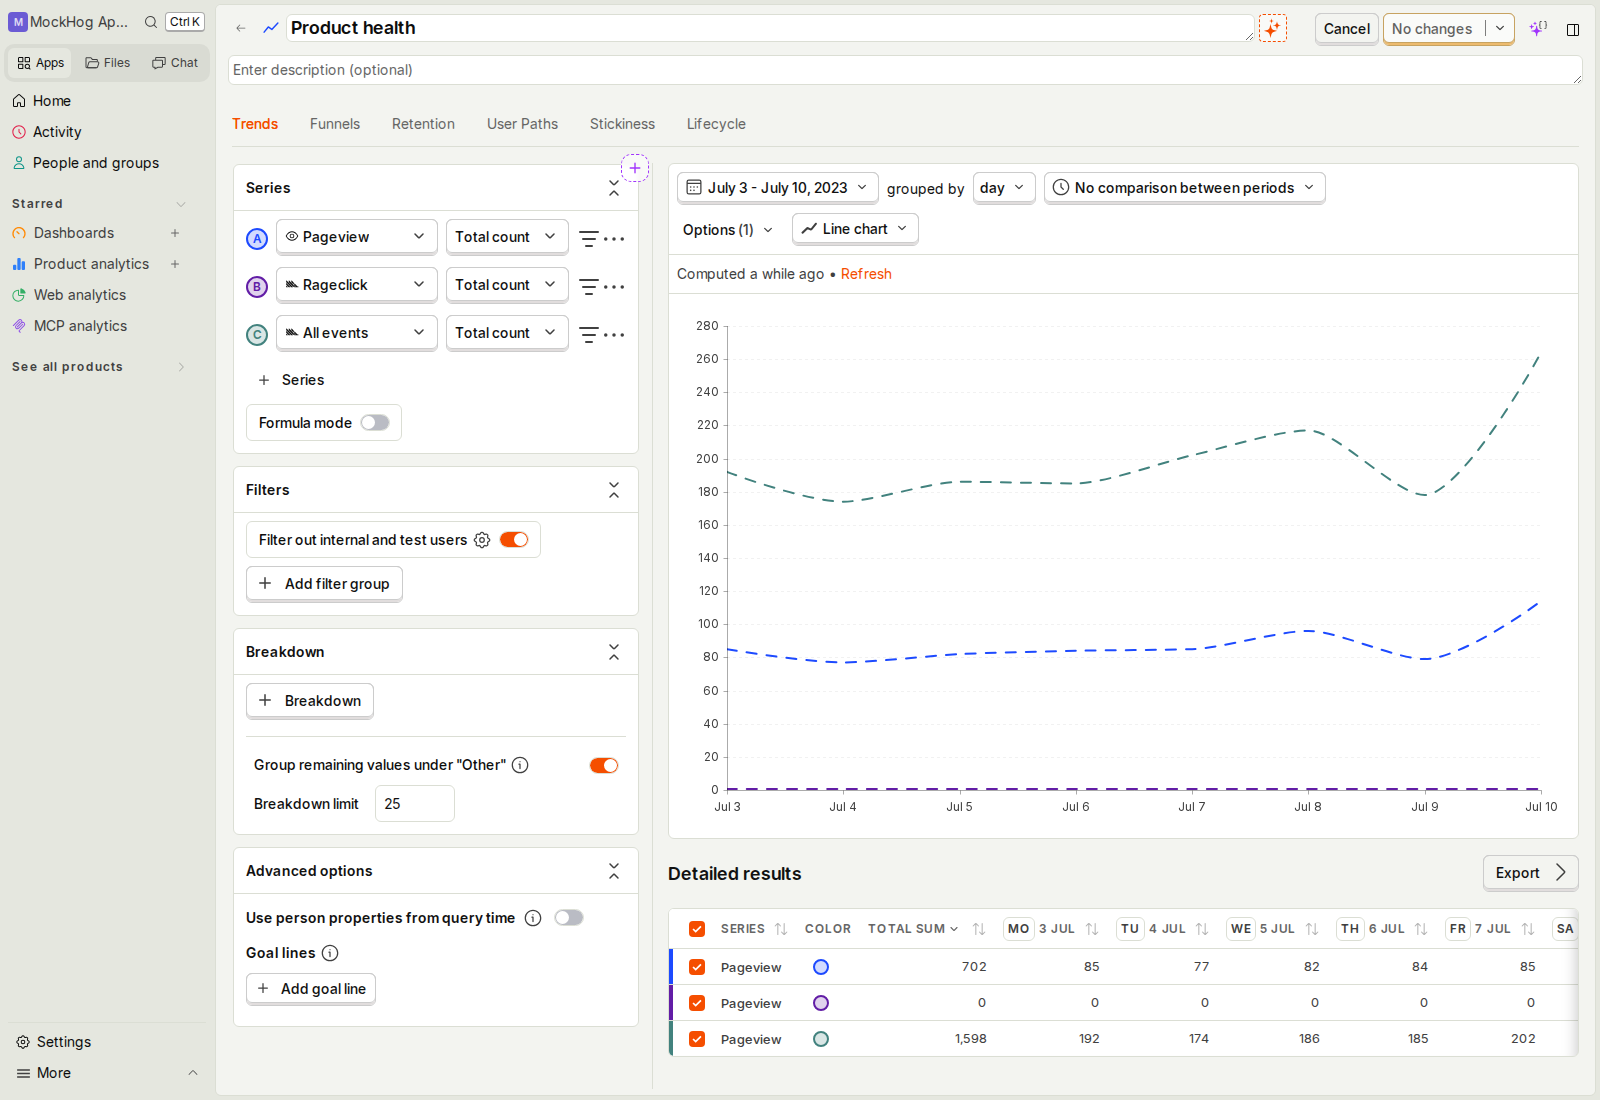 M MockHog Ap... Ctrl K
Apps Files Chat
Home
Activity
People and groups
Starred
Dashboards
Product analytics
Web analytics
MCP analytics
See all products
Settings
More
Product health
Cancel
No changes
Enter description (optional)
Trends Funnels Retention User Paths Stickiness Lifecycle
Series
A Pageview Total count
B Rageclick Total count
C All events Total count
Series
Formula mode
Filters
Filter out internal and test users
Add filter group
Breakdown
Breakdown
Group remaining values under "Other"
Breakdown limit 25
Advanced options
Use person properties from query time
Goal lines
Add goal line
July 3 - July 10, 2023 grouped by day No comparison between periods
Options (1) Line chart
Computed a while ago • Refresh
280
260
240
220
200
180
160
140
120
100
80
60
40
20
0
Jul 3 Jul 4 Jul 5 Jul 6 Jul 7 Jul 8 Jul 9 Jul 10
Detailed results
Export
SERIES COLOR TOTAL SUM MO 3 JUL TU 4 JUL WE 5 JUL TH 6 JUL FR 7 JUL SA
Pageview 702 85 77 82 84 85
Pageview 0 0 0 0 0 0
Pageview 1,598 192 174 186 185 202